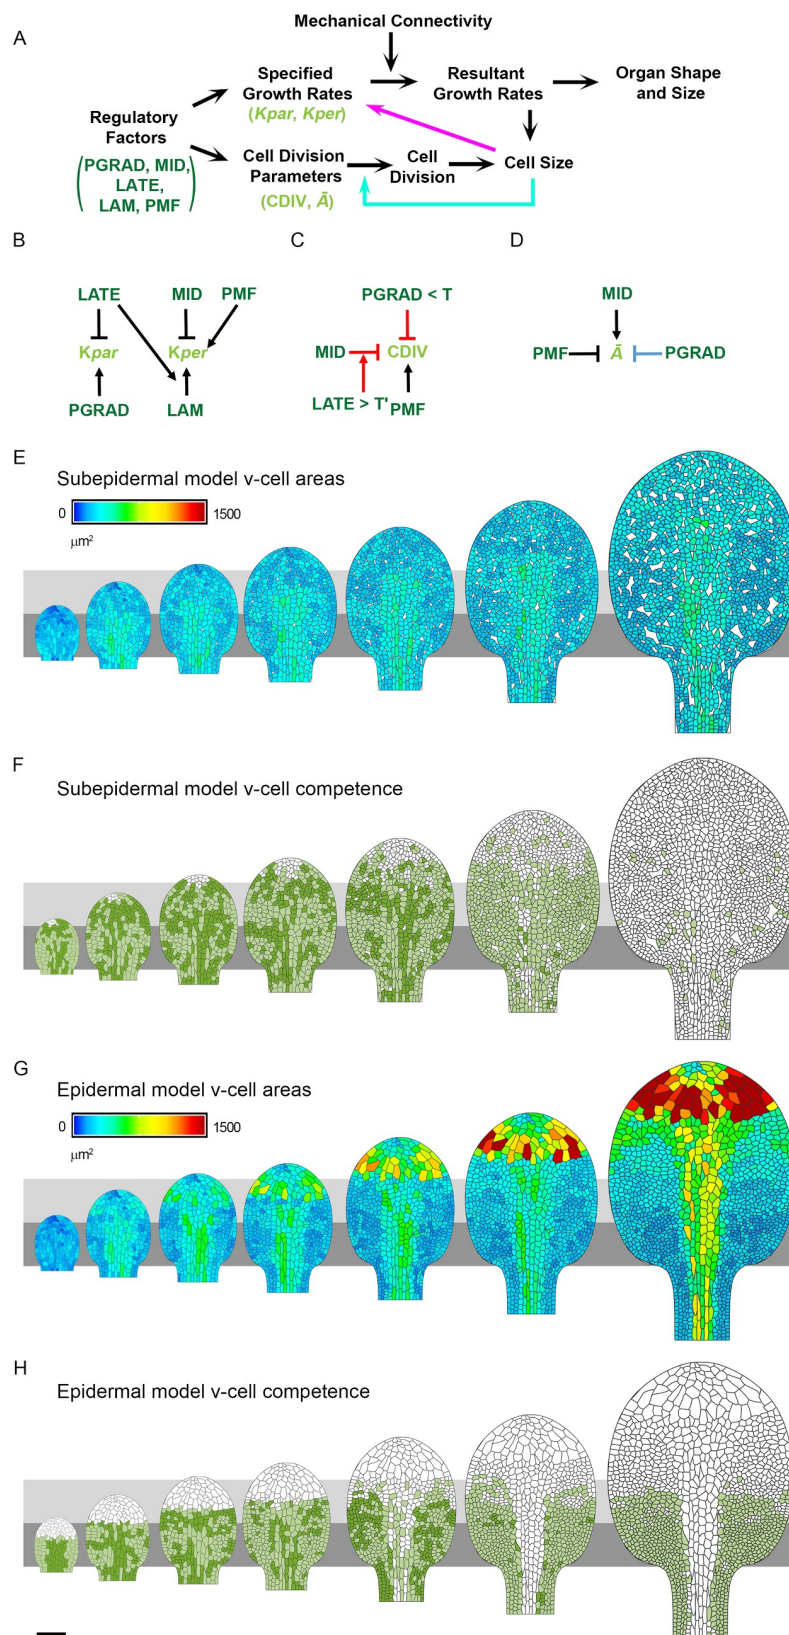 A
Mechanical Connectivity
Specified
Growth Rates
(Kpar, Kper)
Resultant
Growth Rates
Organ Shape
and Size
Regulatory
Factors
(PGRAD, MID,
LATE,
LAM, PMF)
Cell Division
Parameters
(CDIV, Ā)
Cell
Division
Cell Size
B
LATE MID PMF
Kpar Kper
PGRAD LAM
C
PGRAD < T
MID CDIV
LATE > T' PMF
D
MID
PMF Ā PGRAD
E
Subepidermal model v-cell areas
0 1500
μm²
F
Subepidermal model v-cell competence
G
Epidermal model v-cell areas
0 1500
μm²
H
Epidermal model v-cell competence